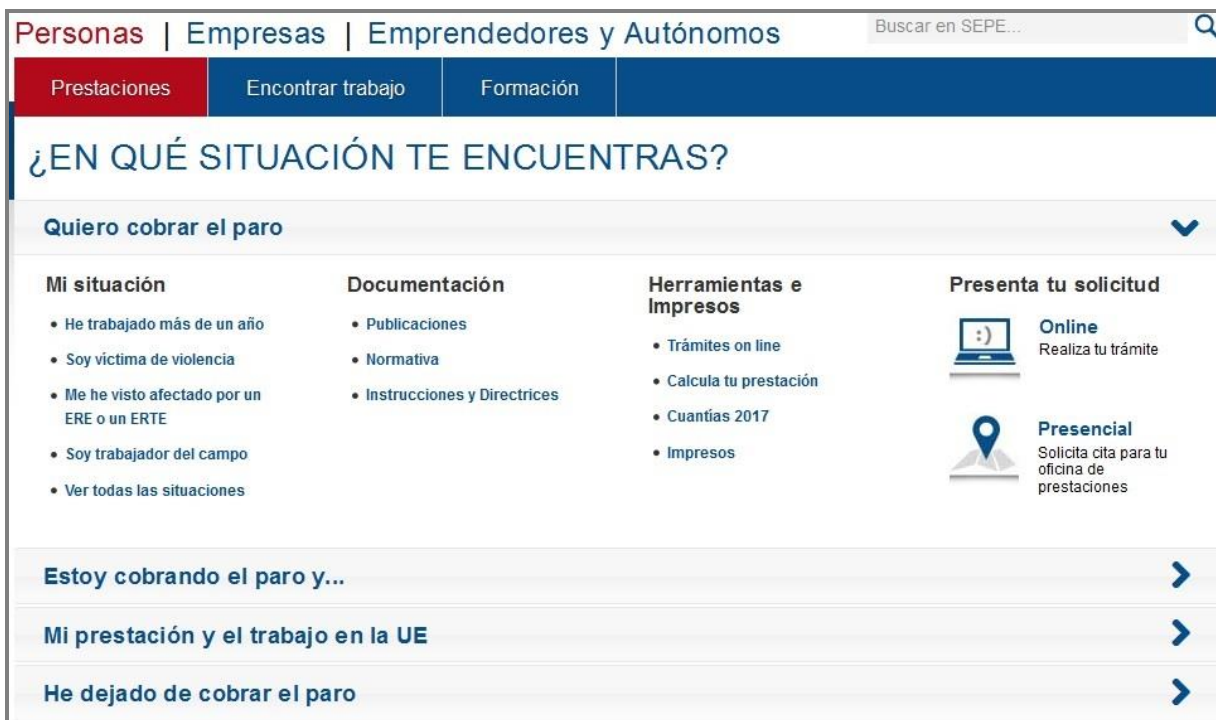 Personas | Empresas | Emprendedores y Autónomos
Buscar en SEPE...
Prestaciones
Encontrar trabajo
Formación
¿EN QUÉ SITUACIÓN TE ENCUENTRAS?
Quiero cobrar el paro
Mi situación
• He trabajado más de un año
• Soy víctima de violencia
• Me he visto afectado por un
ERE o un ERTE
• Soy trabajador del campo
• Ver todas las situaciones
Documentación
• Publicaciones
• Normativa
• Instrucciones y Directrices
Herramientas e
Impresos
• Trámites on line
• Calcula tu prestación
• Cuantías 2017
• Impresos
Presenta tu solicitud
:)
Online
Realiza tu trámite
Presencial
Solicita cita para tu
oficina de
prestaciones
Estoy cobrando el paro y...
Mi prestación y el trabajo en la UE
He dejado de cobrar el paro